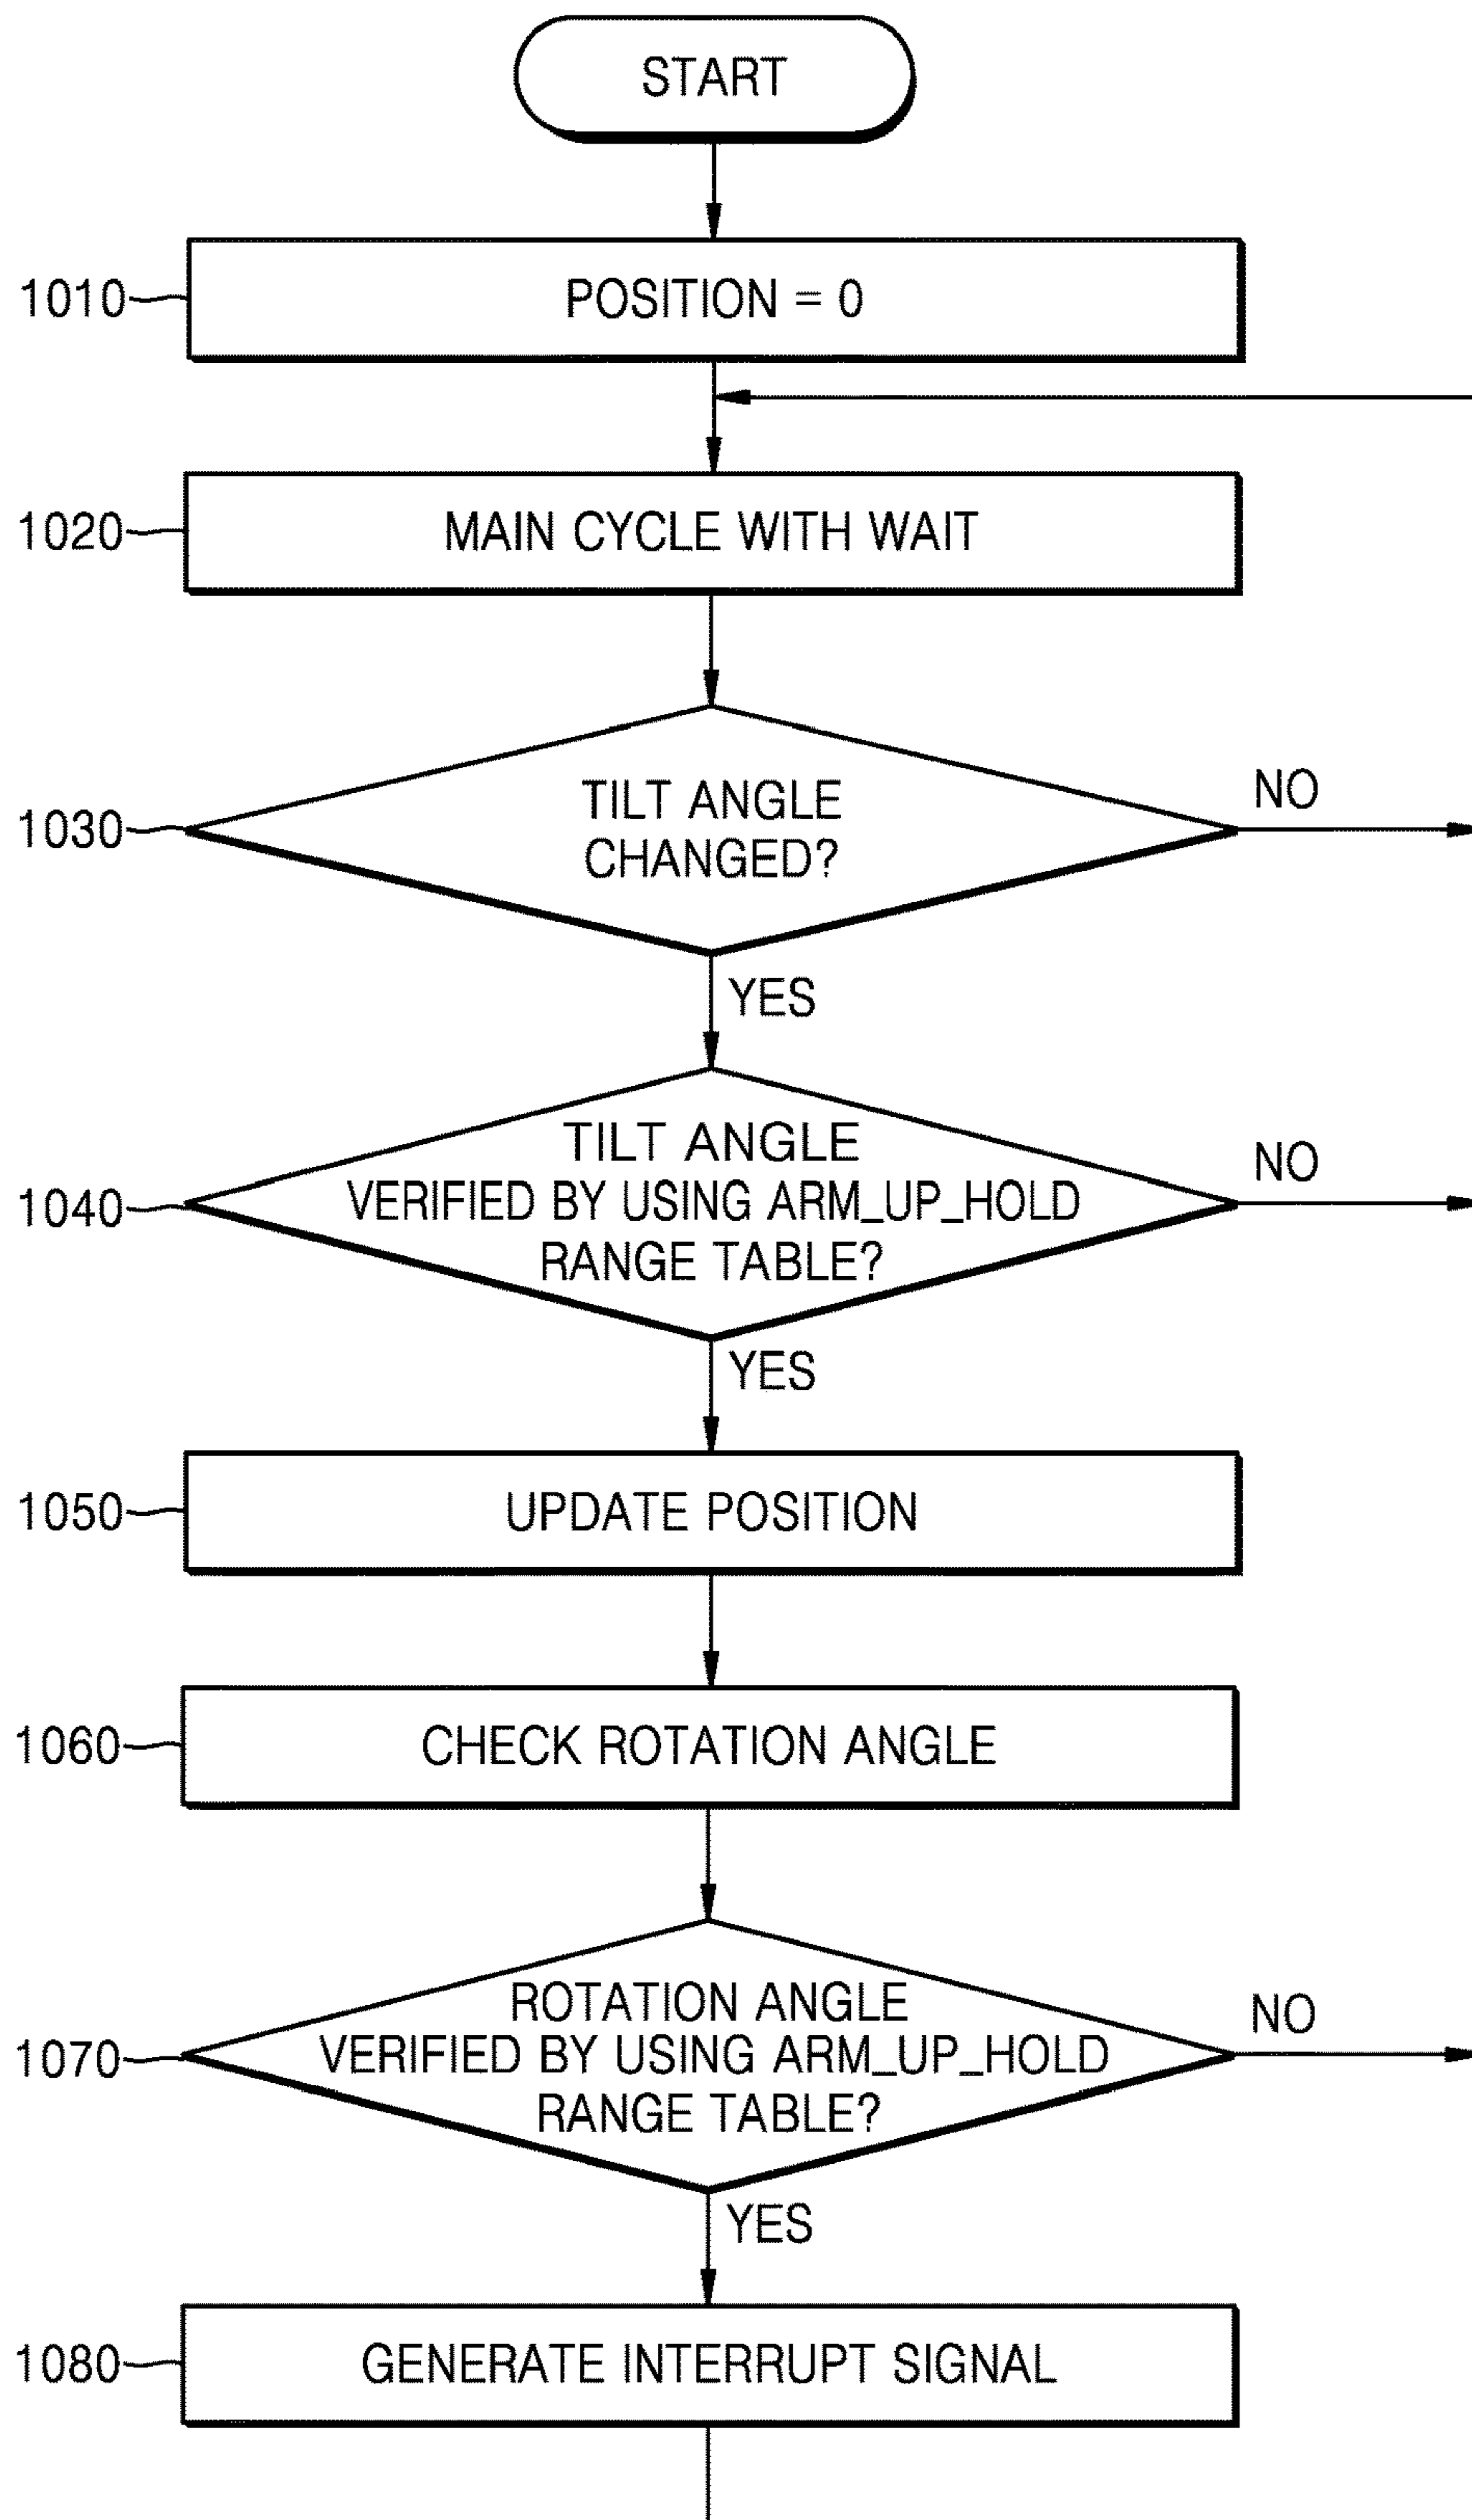 START
1010
POSITION = 0
1020
MAIN CYCLE WITH WAIT
1030
TILT ANGLE
CHANGED?
NO
YES
1040
TILT ANGLE
VERIFIED BY USING ARM_UP_HOLD
RANGE TABLE?
NO
YES
1050
UPDATE POSITION
1060
CHECK ROTATION ANGLE
1070
ROTATION ANGLE
VERIFIED BY USING ARM_UP_HOLD
RANGE TABLE?
NO
YES
1080
GENERATE INTERRUPT SIGNAL